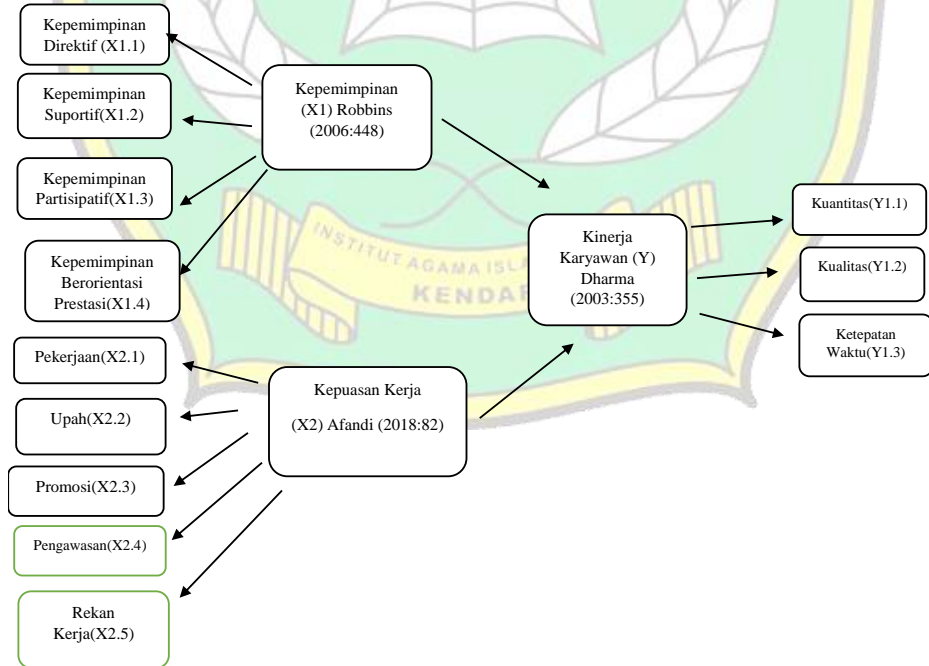 Kepemimpinan
Direktif (X1.1)
Kepemimpinan
Suportif(X1.2)
Kepemimpinan
Partisipatif(X1.3)
Kepemimpinan
Berorientasi
Prestasi(X1.4)
Kepemimpinan
(X1) Robbins
(2006:448)
Pekerjaan(X2.1)
Upah(X2.2)
Promosi(X2.3)
Pengawasan(X2.4)
Rekan
Kerja(X2.5)
Kepuasan Kerja
(X2) Afandi (2018:82)
Kinerja
Karyawan (Y)
Dharma
(2003:355)
Kuantitas(Y1.1)
Kualitas(Y1.2)
Ketepatan
Waktu(Y1.3)
INSTITUT AGAMA